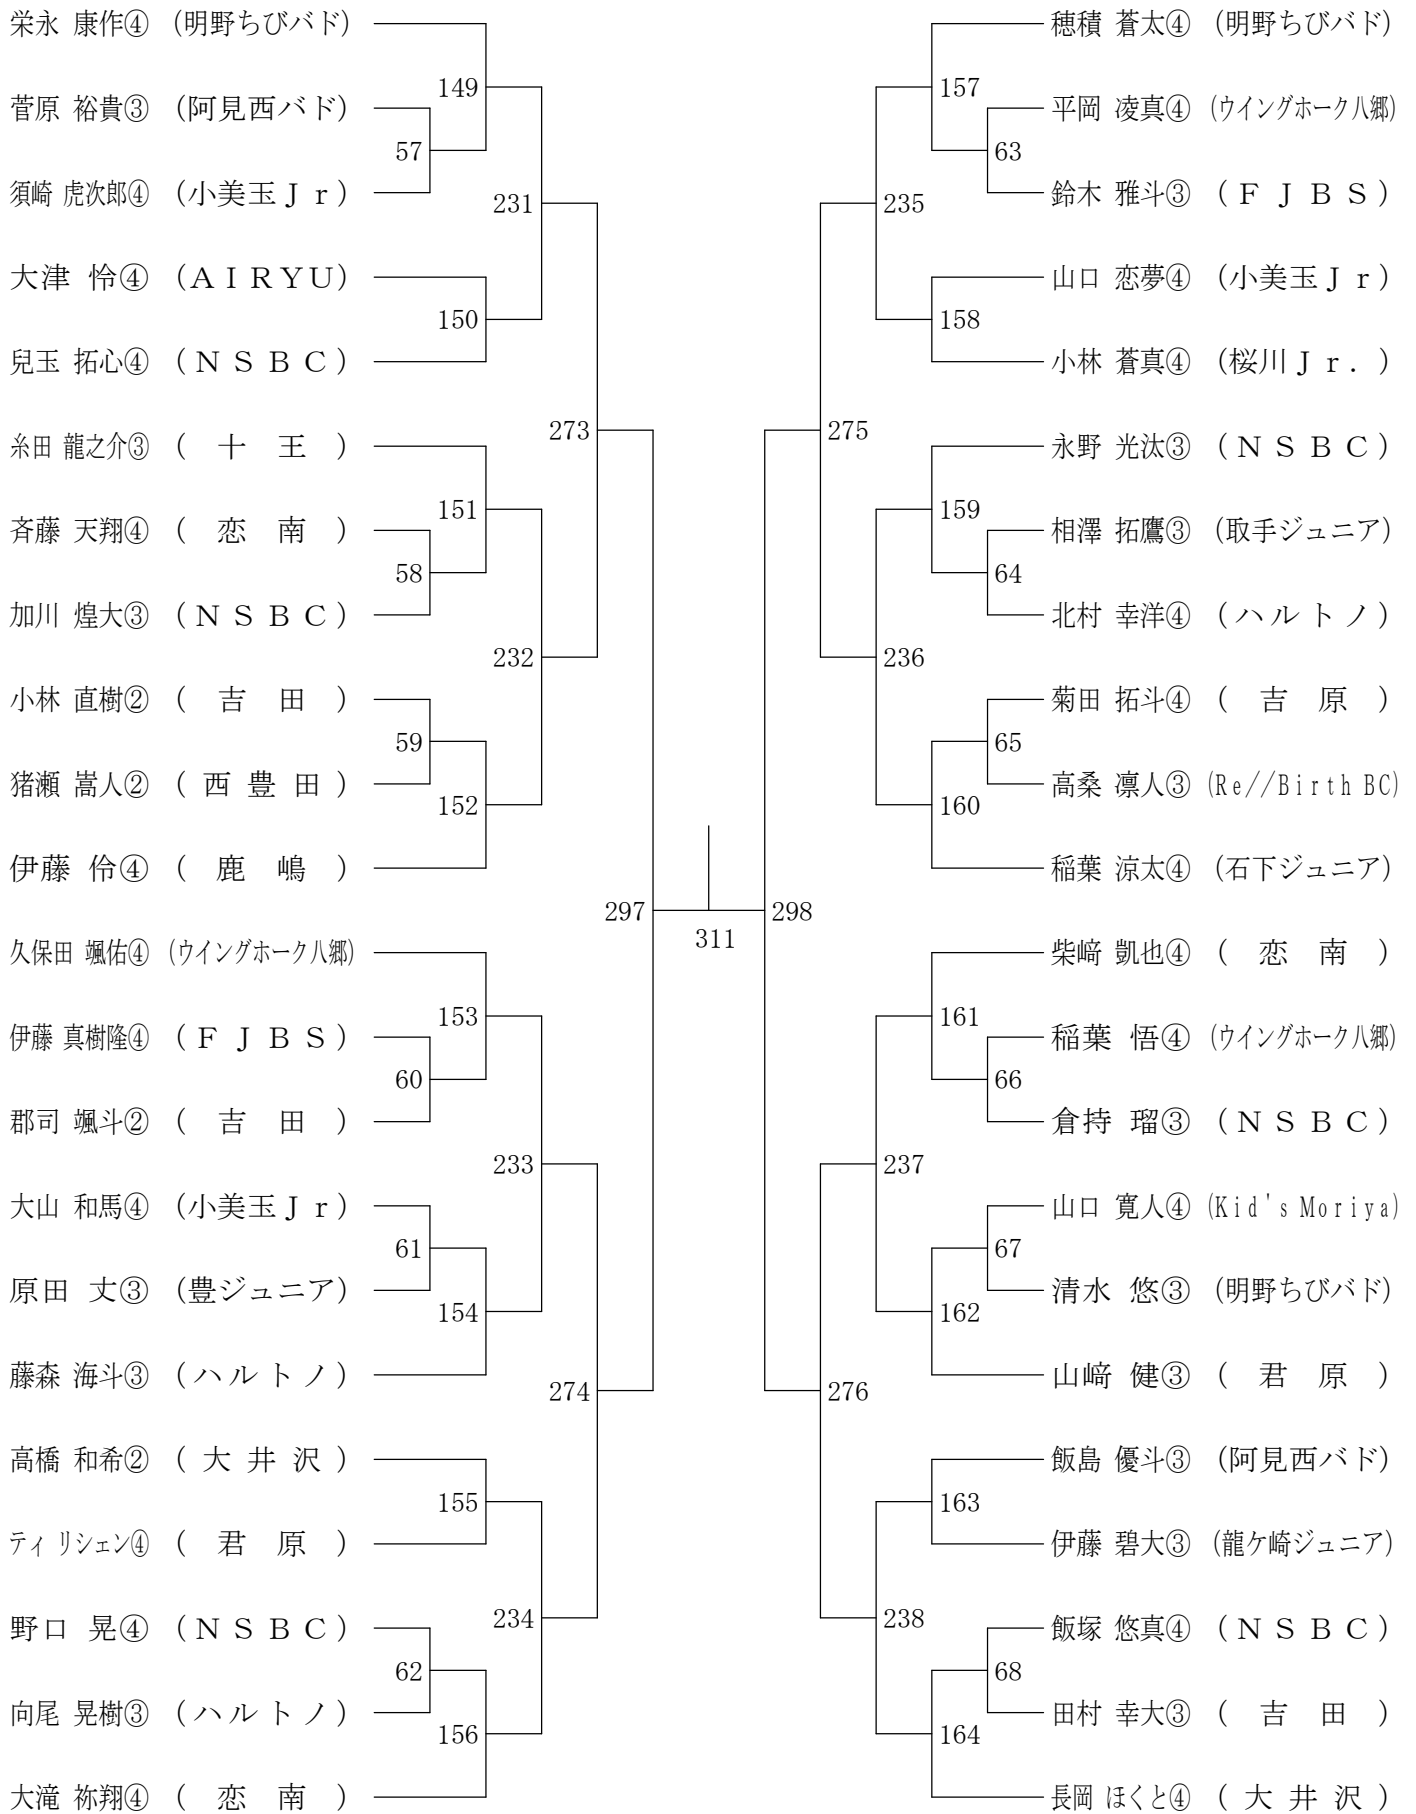 栄永 康作④ (明野ちびバド)
菅原 裕貴③ (阿見西バド)
須崎 虎次郎④ (小美玉Ｊｒ)
大津 怜④ (ＡＩＲＹＵ)
兒玉 拓心④ (ＮＳＢＣ)
糸田 龍之介③ (十王)
斉藤 天翔④ (恋南)
加川 煌大③ (ＮＳＢＣ)
小林 直樹② (吉田)
猪瀬 嵩人② (西豊田)
伊藤 伶④ (鹿嶋)
久保田 颯佑④ (ウイングホーク八郷)
伊藤 真樹隆④ (ＦＪＢＳ)
郡司 颯斗② (吉田)
大山 和馬④ (小美玉Ｊｒ)
原田 丈③ (豊ジュニア)
藤森 海斗③ (ハルトノ)
高橋 和希② (大井沢)
ティ リシェン④ (君原)
野口 晃④ (ＮＳＢＣ)
向尾 晃樹③ (ハルトノ)
大滝 祢翔④ (恋南)
57
58
59
60
61
62
149
150
151
152
153
154
155
156
231
232
233
234
273
274
297
311
298
275
276
235
236
237
238
157
158
159
160
161
162
163
164
63
64
65
66
67
68
穂積 蒼太④ (明野ちびバド)
平岡 凌真④ (ウイングホーク八郷)
鈴木 雅斗③ (ＦＪＢＳ)
山口 恋夢④ (小美玉Ｊｒ)
小林 蒼真④ (桜川Ｊｒ．)
永野 光汰③ (ＮＳＢＣ)
相澤 拓鷹③ (取手ジュニア)
北村 幸洋④ (ハルトノ)
菊田 拓斗④ (吉原)
高桑 凛人③ (Re//Birth BC)
稲葉 涼太④ (石下ジュニア)
柴﨑 凱也④ (恋南)
稲葉 悟④ (ウイングホーク八郷)
倉持 瑠③ (ＮＳＢＣ)
山口 寛人④ (Kid's Moriya)
清水 悠③ (明野ちびバド)
山﨑 健③ (君原)
飯島 優斗③ (阿見西バド)
伊藤 碧大③ (龍ケ崎ジュニア)
飯塚 悠真④ (ＮＳＢＣ)
田村 幸大③ (吉田)
長岡 ほくと④ (大井沢)